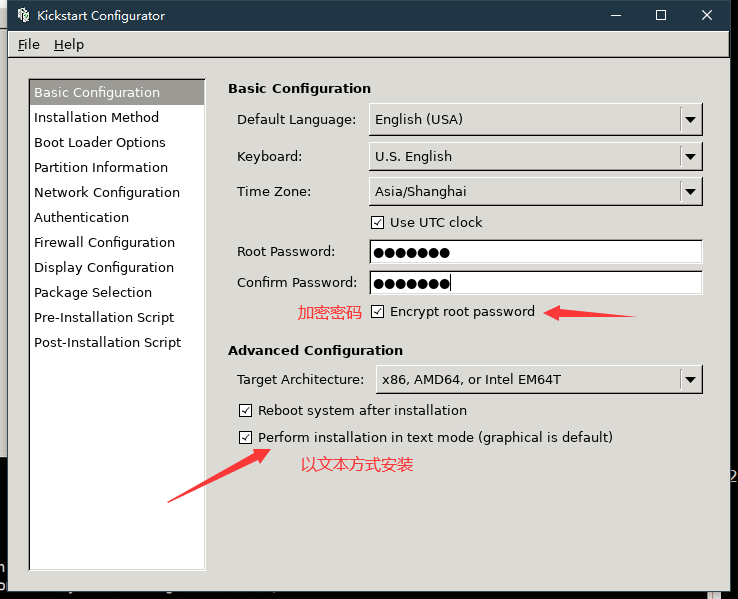 Kickstart Configurator
File Help
Basic Configuration
Installation Method
Boot Loader Options
Partition Information
Network Configuration
Authentication
Firewall Configuration
Display Configuration
Package Selection
Pre-Installation Script
Post-Installation Script
Basic Configuration
Default Language: English (USA)
Keyboard: U.S. English
Time Zone: Asia/Shanghai
Use UTC clock
Root Password: ●●●●●●●
Confirm Password: ●●●●●●●
加密密码 Encrypt root password
Advanced Configuration
Target Architecture: x86, AMD64, or Intel EM64T
Reboot system after installation
Perform installation in text mode (graphical is default)
以文本方式安装